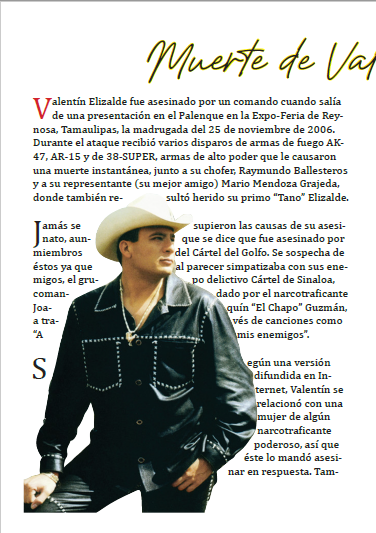 Muerte de Val
Valentín Elizalde fue asesinado por un comando cuando salía
de una presentación en el Palenque en la Expo-Feria de Rey-
nosa, Tamaulipas, la madrugada del 25 de noviembre de 2006.
Durante el ataque recibió varios disparos de armas de fuego AK-
47, AR-15 y de 38-SUPER, armas de alto poder que le causaron
una muerte instantánea, junto a su chofer, Raymundo Ballesteros
y a su representante (su mejor amigo) Mario Mendoza Grajeda,
donde también re- sultó herido su primo “Tano” Elizalde.
Jamás se supieron las causas de su asesi-
nato, aun- que se dice que fue asesinado por
miembros del Cártel del Golfo. Se sospecha de
éstos ya que al parecer simpatizaba con sus ene-
migos, el gru- po delictivo Cártel de Sinaloa,
coman- dado por el narcotraficante
Joa- quín “El Chapo” Guzmán,
a tra- vés de canciones como
“A mis enemigos”.
Según una versión
difundida en In-
ternet, Valentín se
relacionó con una
mujer de algún
narcotraficante
poderoso, así que
éste lo mandó asesi-
nar en respuesta. Tam-